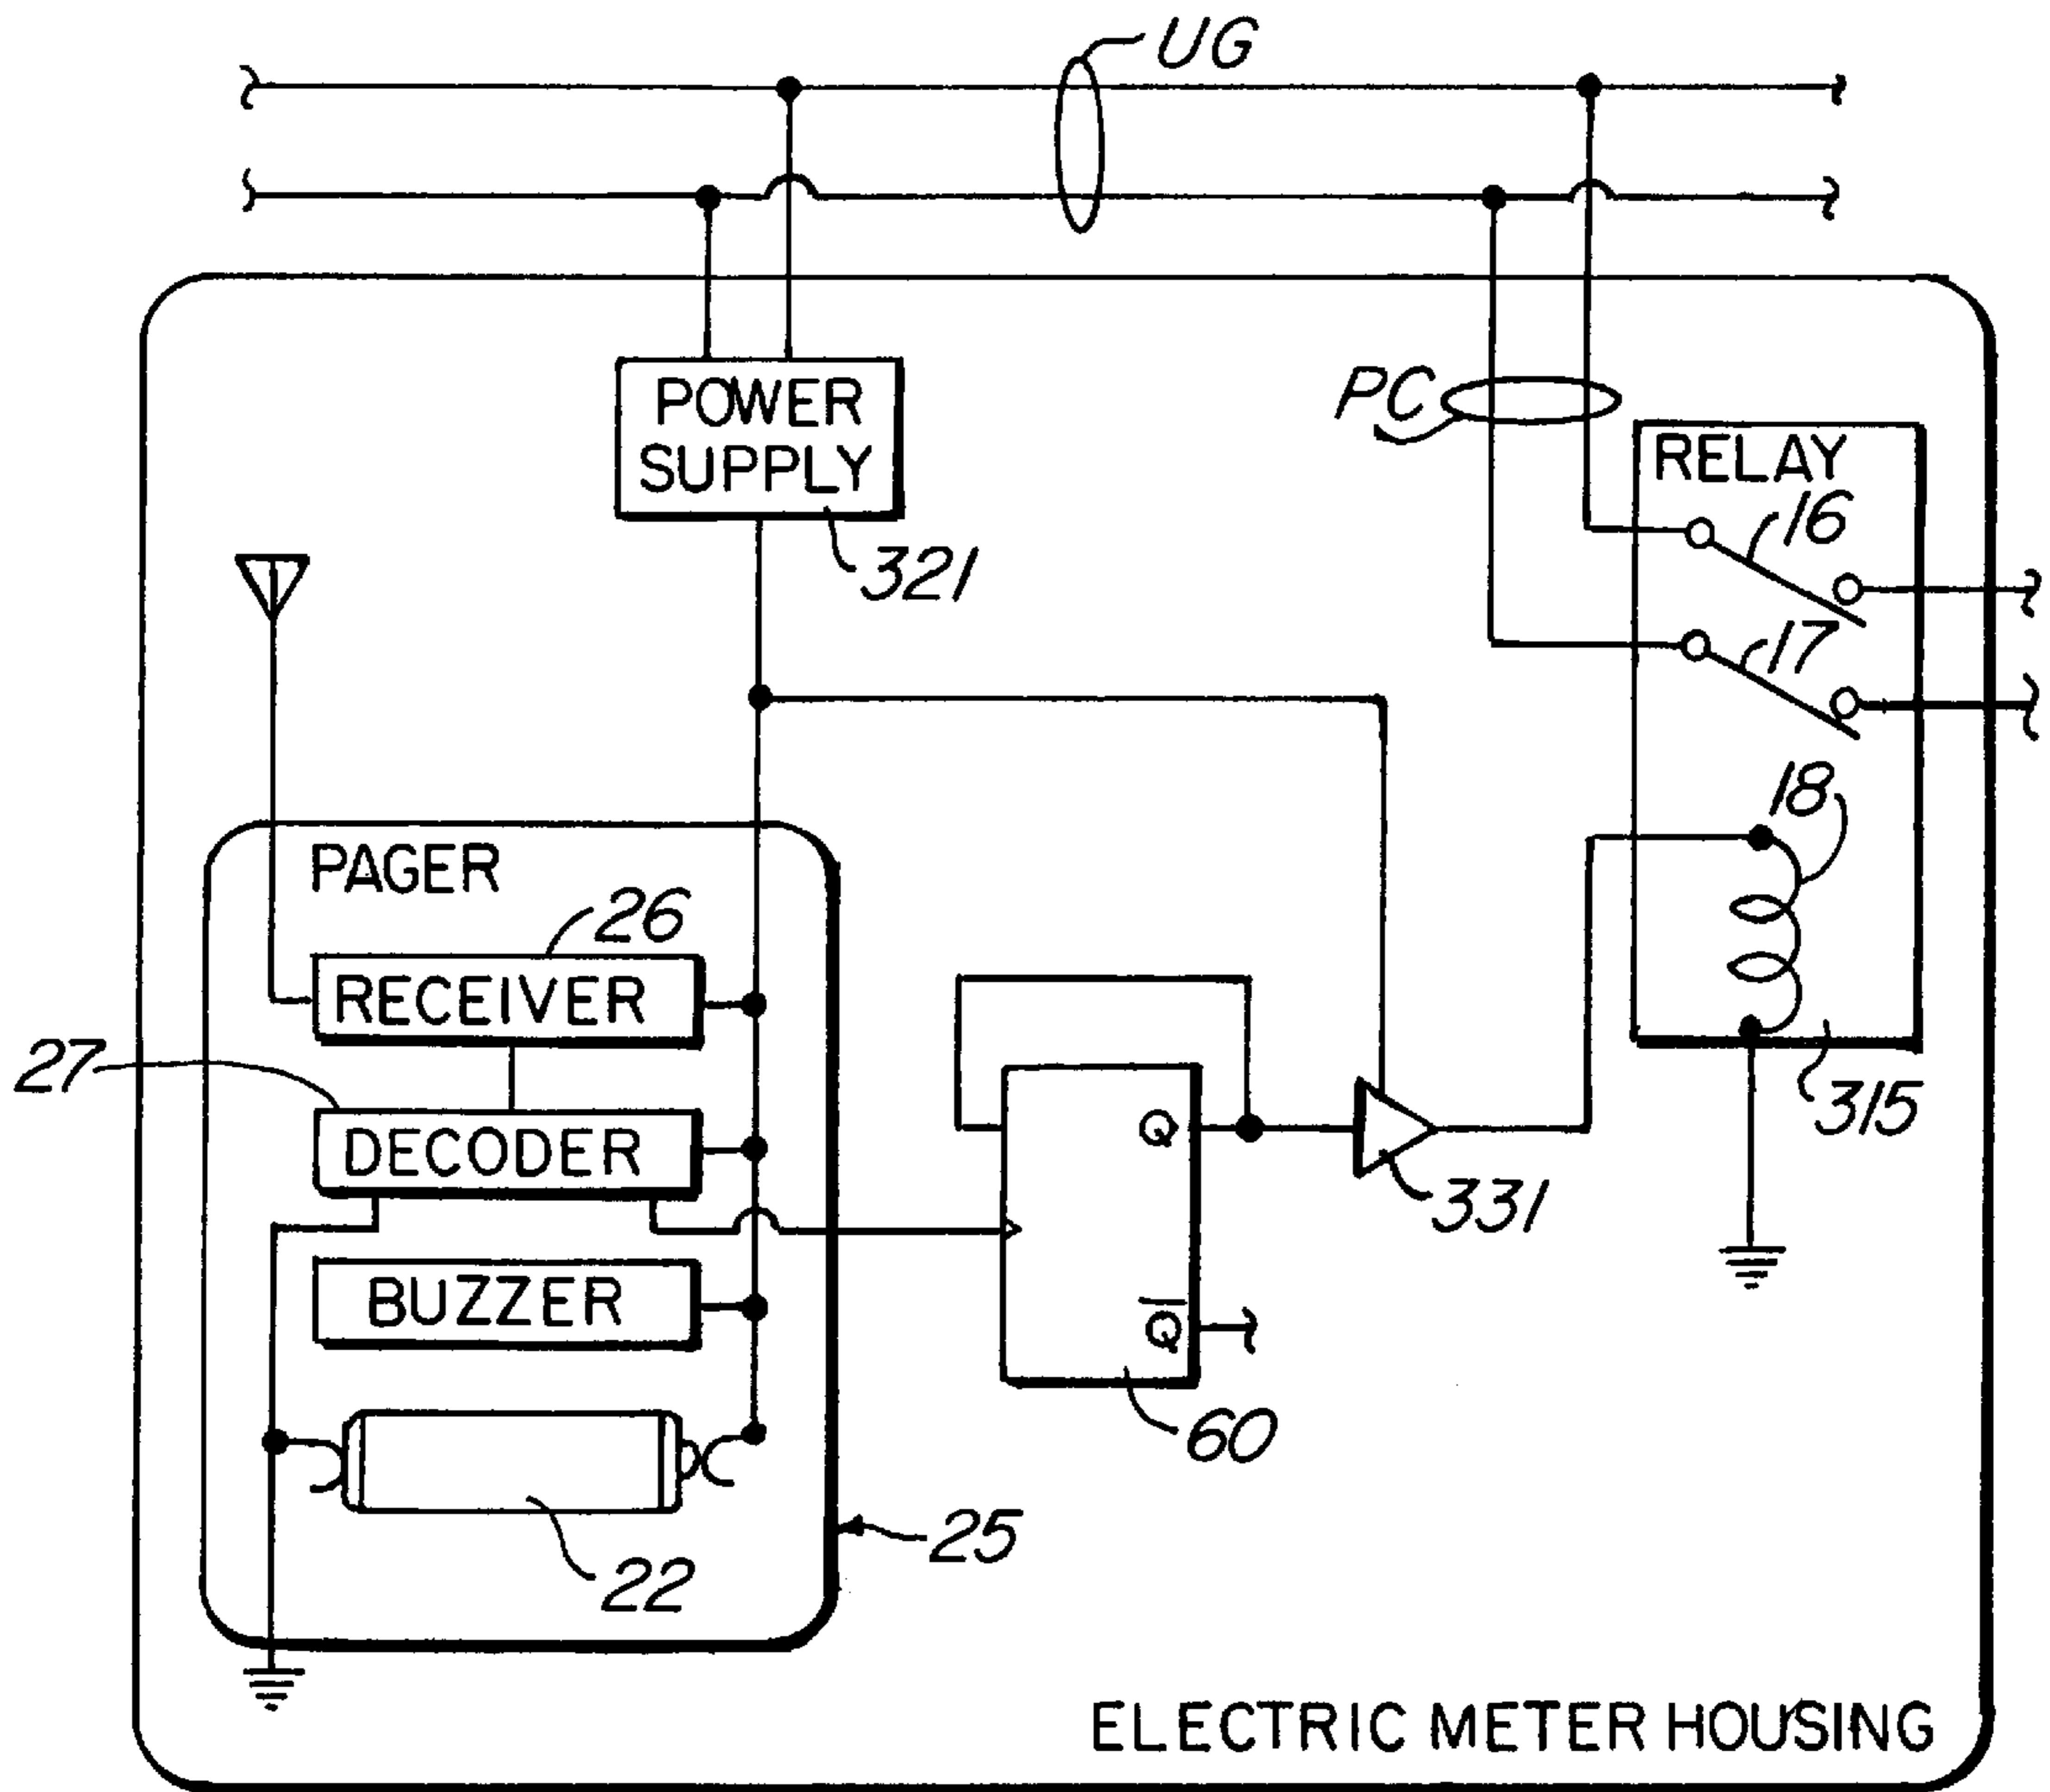 UG
POWER
SUPPLY
321
PC
RELAY
16
17
18
315
PAGER
26
RECEIVER
27
DECODER
BUZZER
22
25
Q
Q̅
60
331
ELECTRIC METER HOUSING